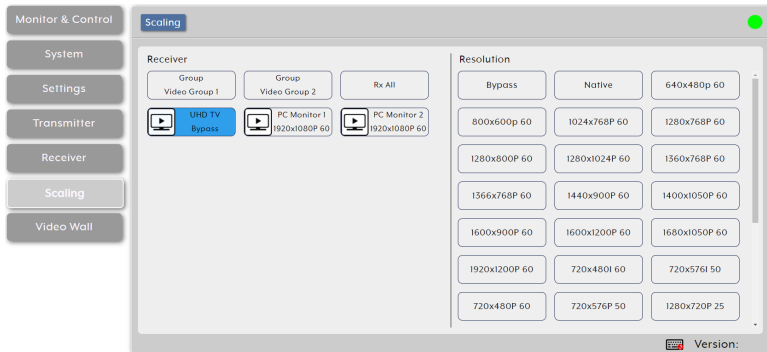 Monitor & Control
System
Settings
Transmitter
Receiver
Scaling
Video Wall
Scaling
Receiver
Group
Video Group 1
Group
Video Group 2
Rx All
UHD TV
Bypass
PC Monitor 1
1920x1080P 60
PC Monitor 2
1920x1080P 60
Resolution
Bypass
Native
640x480p 60
800x600p 60
1024x768P 60
1280x768P 60
1280x800P 60
1280x1024P 60
1360x768P 60
1366x768P 60
1440x900P 60
1400x1050P 60
1600x900P 60
1600x1200P 60
1680x1050P 60
1920x1200P 60
720x480I 60
720x576I 50
720x480P 60
720x576P 50
1280x720P 25
Version: